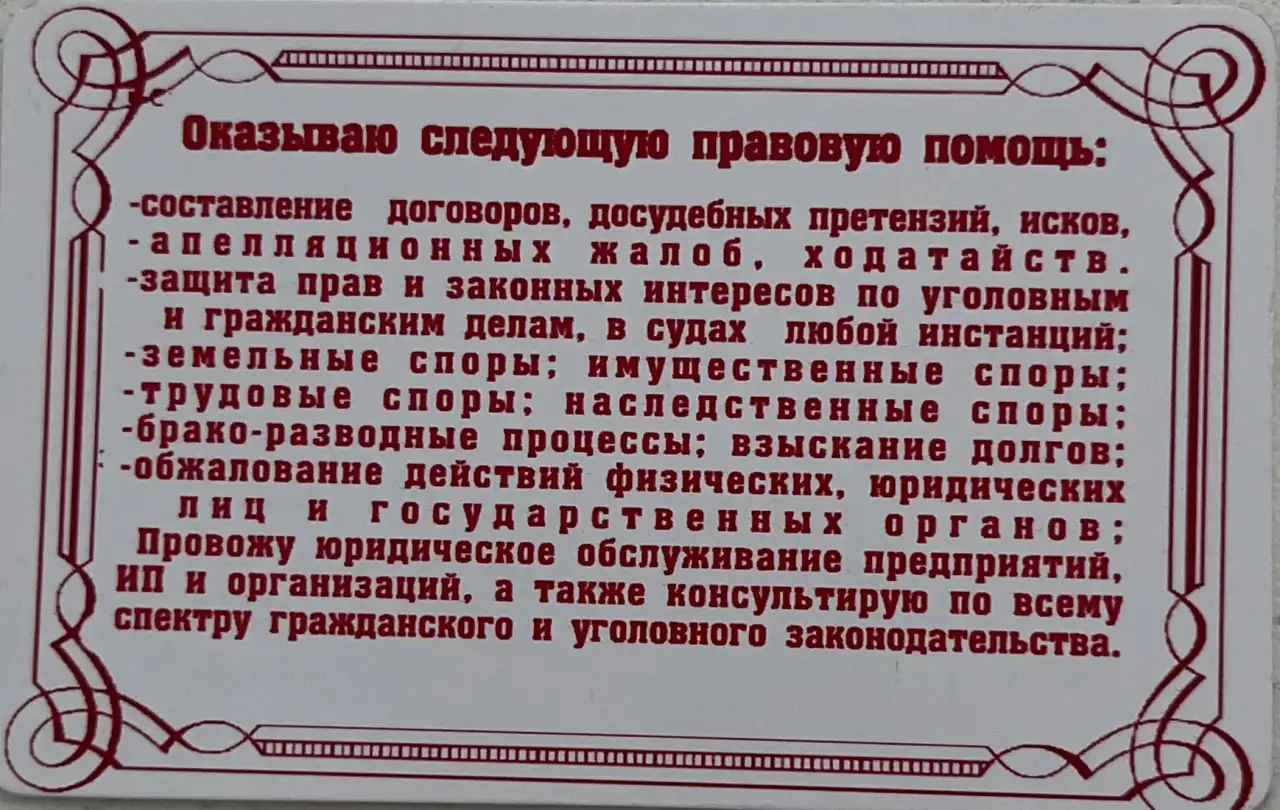 Оказываю следующую правовую помощь:
-составление договоров, досудебных претензий, исков,
-апелляционных жалоб, ходатайств.
-защита прав и законных интересов по уголовным
и гражданским делам, в судах любой инстанций;
-земельные споры; имущественные споры;
-трудовые споры; наследственные споры;
-брако-разводные процессы; взыскание долгов;
-обжалование действий физических, юридических
лиц и государственных органов;
Провожу юридическое обслуживание предприятий,
ИП и организаций, а также консультирую по всему
спектру гражданского и уголовного законодательства.